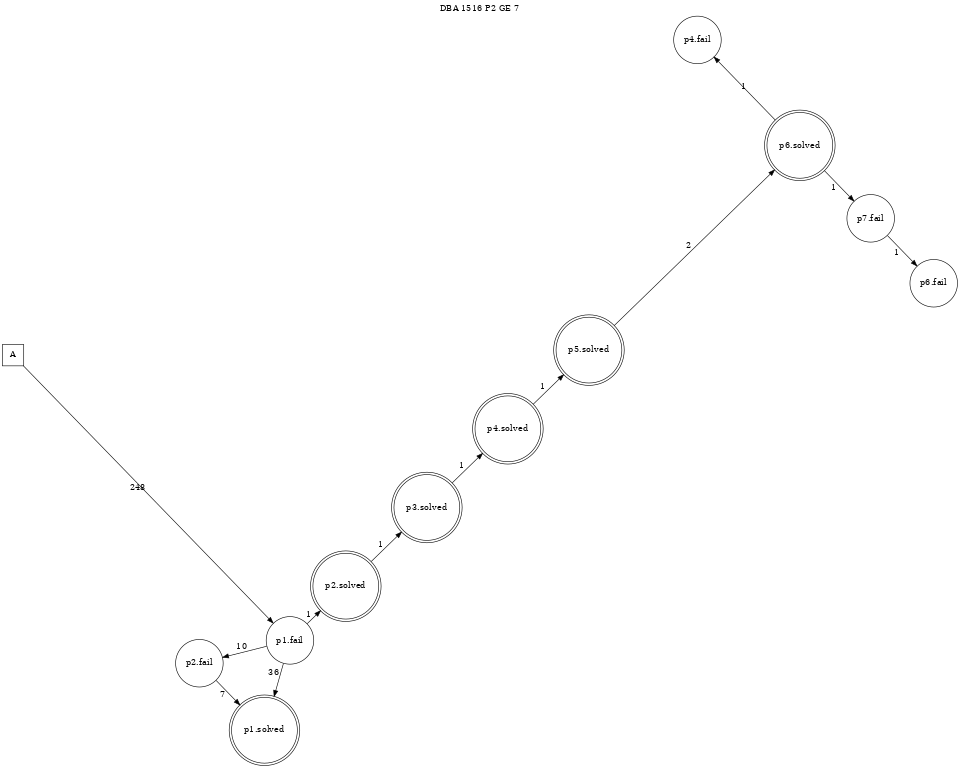 DBA 1516 P2 GE 7
p4.fail
1
p6.solved
1
p7.fail
2
1
p6.fail
p5.solved
A
1
p4.solved
1
248
p3.solved
1
p2.solved
1
p1.fail
10
p2.fail
36
7
p1.solved